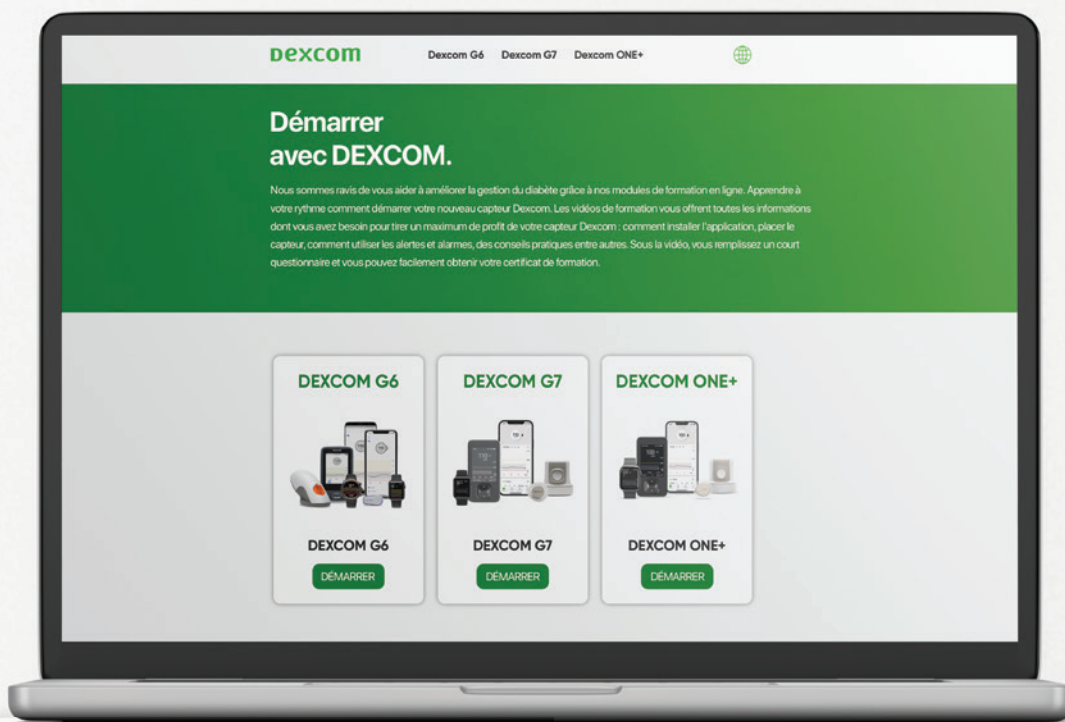 Dexcom
Dexcom G6 Dexcom G7 Dexcom ONE+
Démarrer
avec DEXCOM.
Nous sommes ravis de vous aider à améliorer la gestion du diabète grâce à nos modules de formation en ligne. Apprendre à
votre rythme comment démarrer votre nouveau capteur Dexcom. Les vidéos de formation vous offrent toutes les informations
dont vous avez besoin pour tirer un maximum de profit de votre capteur Dexcom : comment installer l'application, placer le
capteur, comment utiliser les alertes et alarmes, des conseils pratiques entre autres. Sous la vidéo, vous remplissez un court
questionnaire et vous pouvez facilement obtenir votre certificat de formation.
DEXCOM G6 DEXCOM G7 DEXCOM ONE+
DEXCOM G6 DEXCOM G7 DEXCOM ONE+
DÉMARRER DÉMARRER DÉMARRER